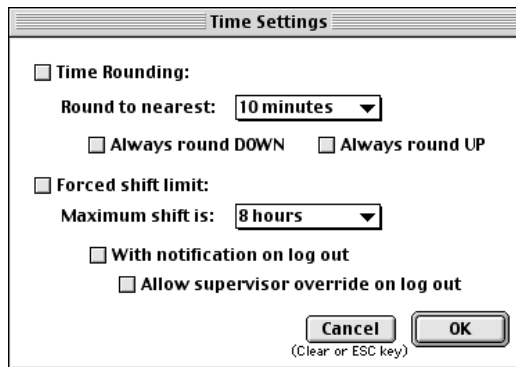 Time Settings
Time Rounding:
Round to nearest: 10 minutes
Always round DOWN Always round UP
Forced shift limit:
Maximum shift is: 8 hours
With notification on log out
Allow supervisor override on log out
Cancel OK
(Clear or ESC key)